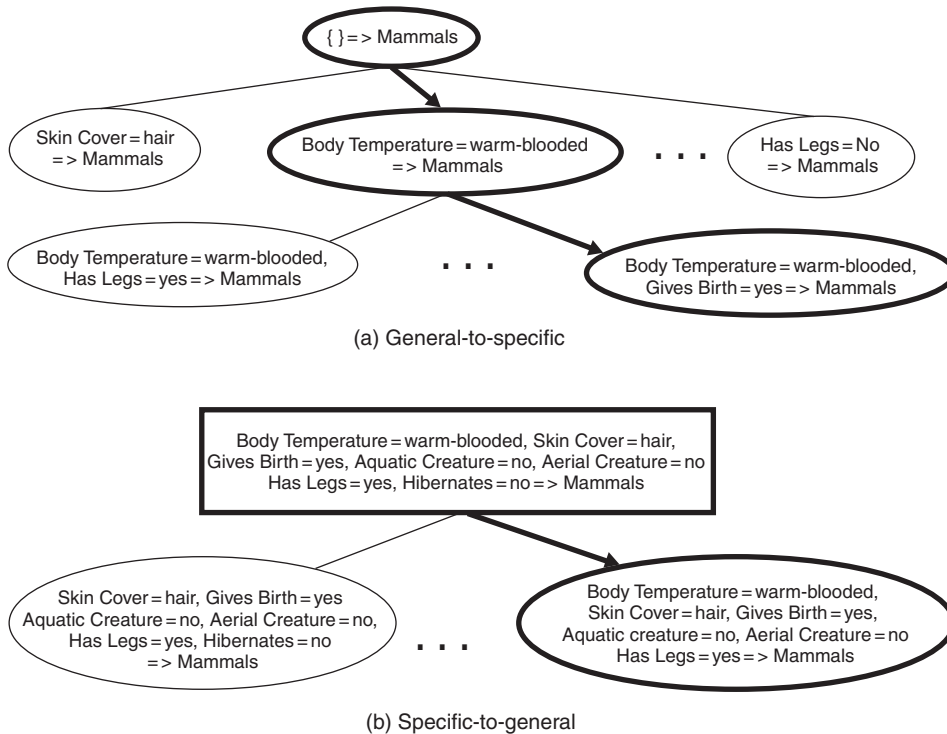 { } => Mammals
Skin Cover=hair
=> Mammals
Body Temperature=warm-blooded
=> Mammals
. . .
Has Legs=No
=> Mammals
Body Temperature=warm-blooded,
Has Legs=yes=> Mammals
. . .
Body Temperature=warm-blooded,
Gives Birth=yes=> Mammals
(a) General-to-specific
Body Temperature=warm-blooded, Skin Cover=hair,
Gives Birth=yes, Aquatic Creature=no, Aerial Creature=no
Has Legs=yes, Hibernates=no=> Mammals
Skin Cover=hair, Gives Birth=yes
Aquatic Creature=no, Aerial Creature=no,
Has Legs=yes, Hibernates=no
=> Mammals
. . .
Body Temperature=warm-blooded,
Skin Cover=hair, Gives Birth=yes,
Aquatic creature=no, Aerial Creature=no
Has Legs=yes=> Mammals
(b) Specific-to-general